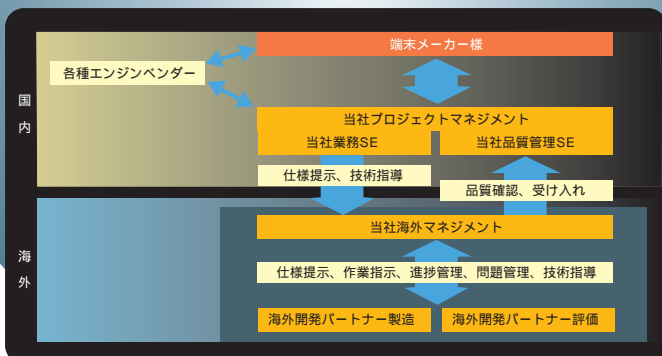 端末メーカー様
各種エンジンベンダー
国内
当社プロジェクトマネジメント
当社業務SE
当社品質管理SE
仕様提示、技術指導
品質確認、受け入れ
海外
当社海外マネジメント
仕様提示、作業指示、進捗管理、問題管理、技術指導
海外開発パートナー製造
海外開発パートナー評価